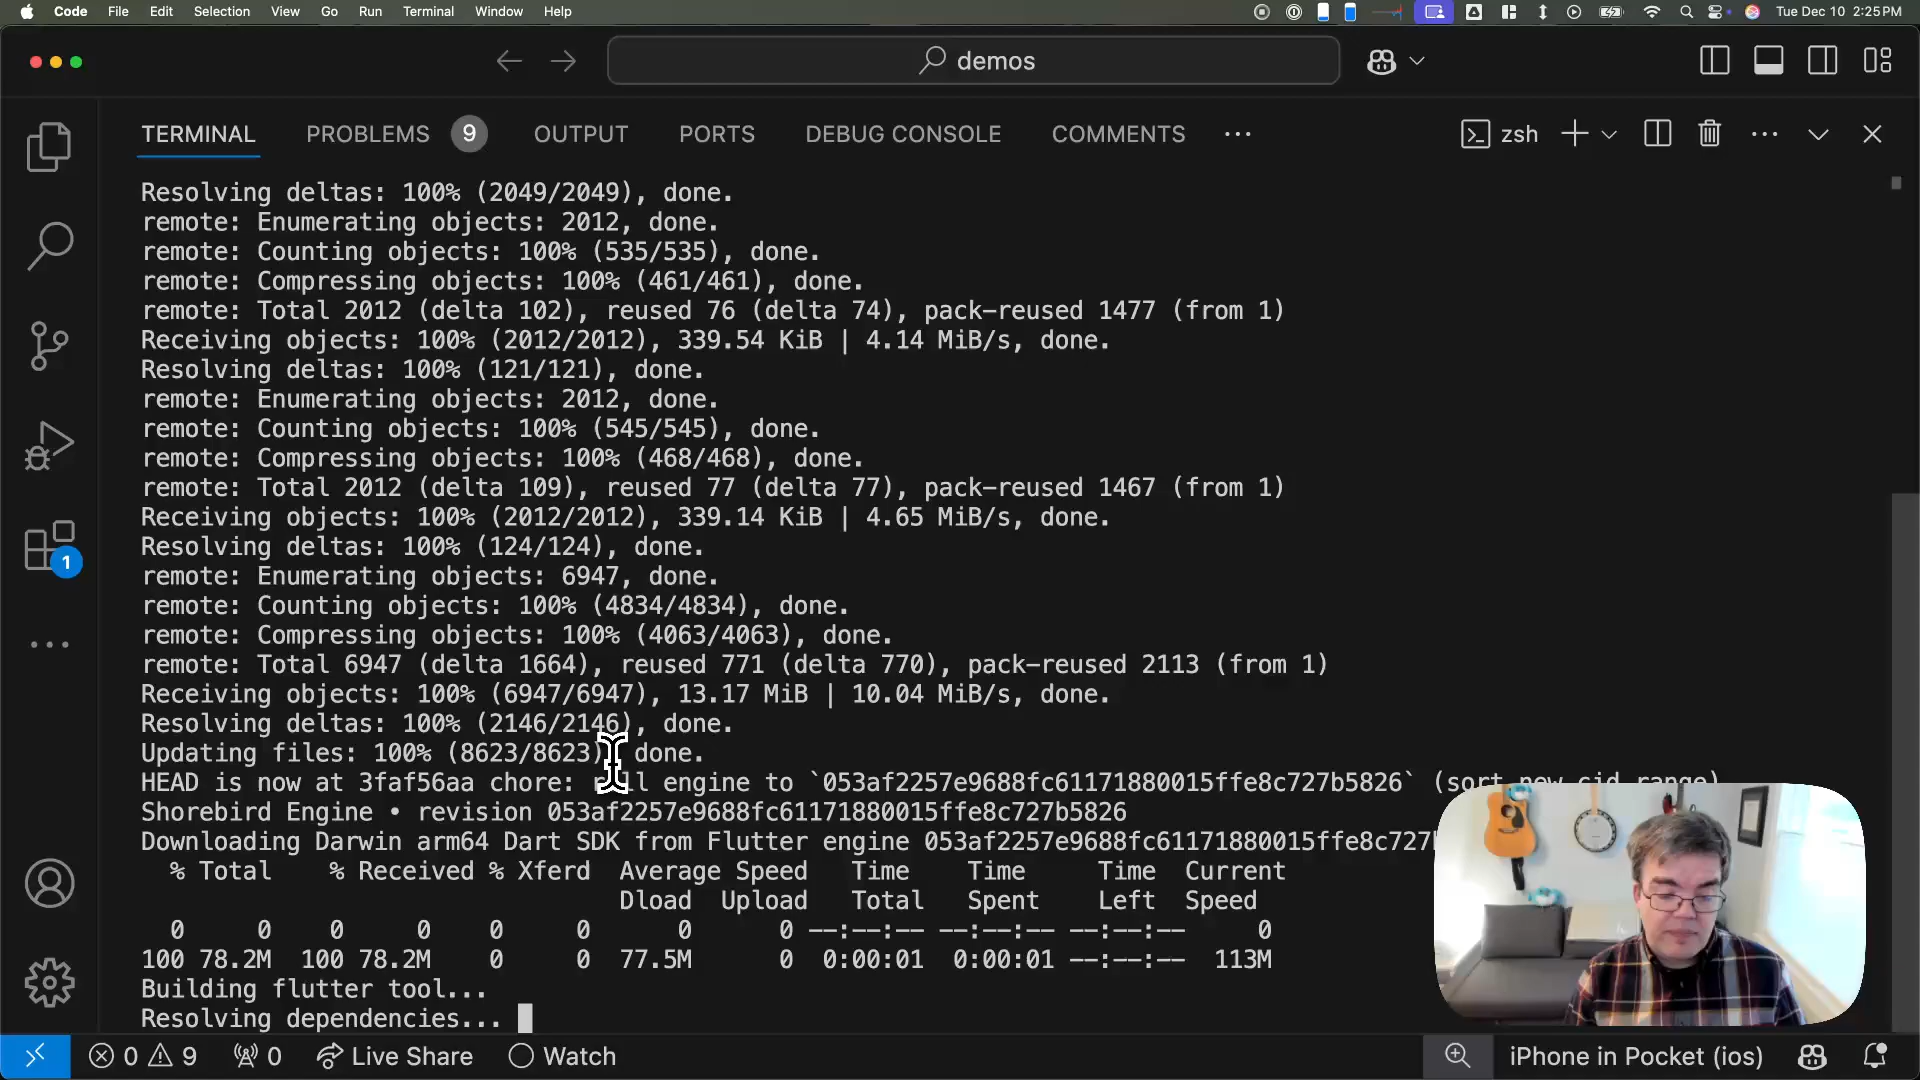 Code File Edit Selection View Go Run Terminal Window Help Tue Dec 10 2:25 PM
demos
TERMINAL PROBLEMS 9 OUTPUT PORTS DEBUG CONSOLE COMMENTS ··· zsh
Resolving deltas: 100% (2049/2049), done.
remote: Enumerating objects: 2012, done.
remote: Counting objects: 100% (535/535), done.
remote: Compressing objects: 100% (461/461), done.
remote: Total 2012 (delta 102), reused 76 (delta 74), pack-reused 1477 (from 1)
Receiving objects: 100% (2012/2012), 339.54 KiB | 4.14 MiB/s, done.
Resolving deltas: 100% (121/121), done.
remote: Enumerating objects: 2012, done.
remote: Counting objects: 100% (545/545), done.
remote: Compressing objects: 100% (468/468), done.
remote: Total 2012 (delta 109), reused 77 (delta 77), pack-reused 1467 (from 1)
Receiving objects: 100% (2012/2012), 339.14 KiB | 4.65 MiB/s, done.
Resolving deltas: 100% (124/124), done.
remote: Enumerating objects: 6947, done.
remote: Counting objects: 100% (4834/4834), done.
remote: Compressing objects: 100% (4063/4063), done.
remote: Total 6947 (delta 1664), reused 771 (delta 770), pack-reused 2113 (from 1)
Receiving objects: 100% (6947/6947), 13.17 MiB | 10.04 MiB/s, done.
Resolving deltas: 100% (2146/2146), done.
Updating files: 100% (8623/8623), done.
HEAD is now at 3faf56aa chore: roll engine to `053af2257e9688fc61171880015ffe8c727b5826` (sort new cid range)
Shorebird Engine • revision 053af2257e9688fc61171880015ffe8c727b5826
Downloading Darwin arm64 Dart SDK from Flutter engine 053af2257e9688fc61171880015ffe8c727b
% Total % Received % Xferd Average Speed Time Time Time Current
Dload Upload Total Spent Left Speed
0 0 0 0 0 0 0 0 --:--:-- --:--:-- --:--:-- 0
100 78.2M 100 78.2M 0 0 77.5M 0 0:00:01 0:00:01 --:--:-- 113M
Building flutter tool...
Resolving dependencies...
1
0 9 0 Live Share Watch iPhone in Pocket (ios)